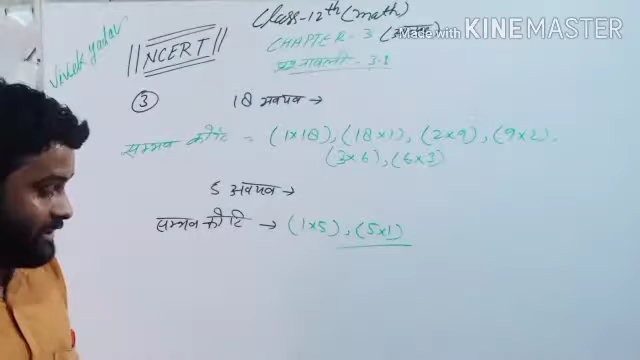 Class-12th (math)
Made with KINEMASTER
||NCERT||
CHAPTER-3 (आव्यूह)
Vivek Yadav
प्रश्नावली-3.1
③ 18 अवयव →
सम्भव कोटि = (1×18), (18×1), (2×9), (9×2),
(3×6), (6×3)
5 अवयव →
सम्भव कोटि → (1×5), (5×1)